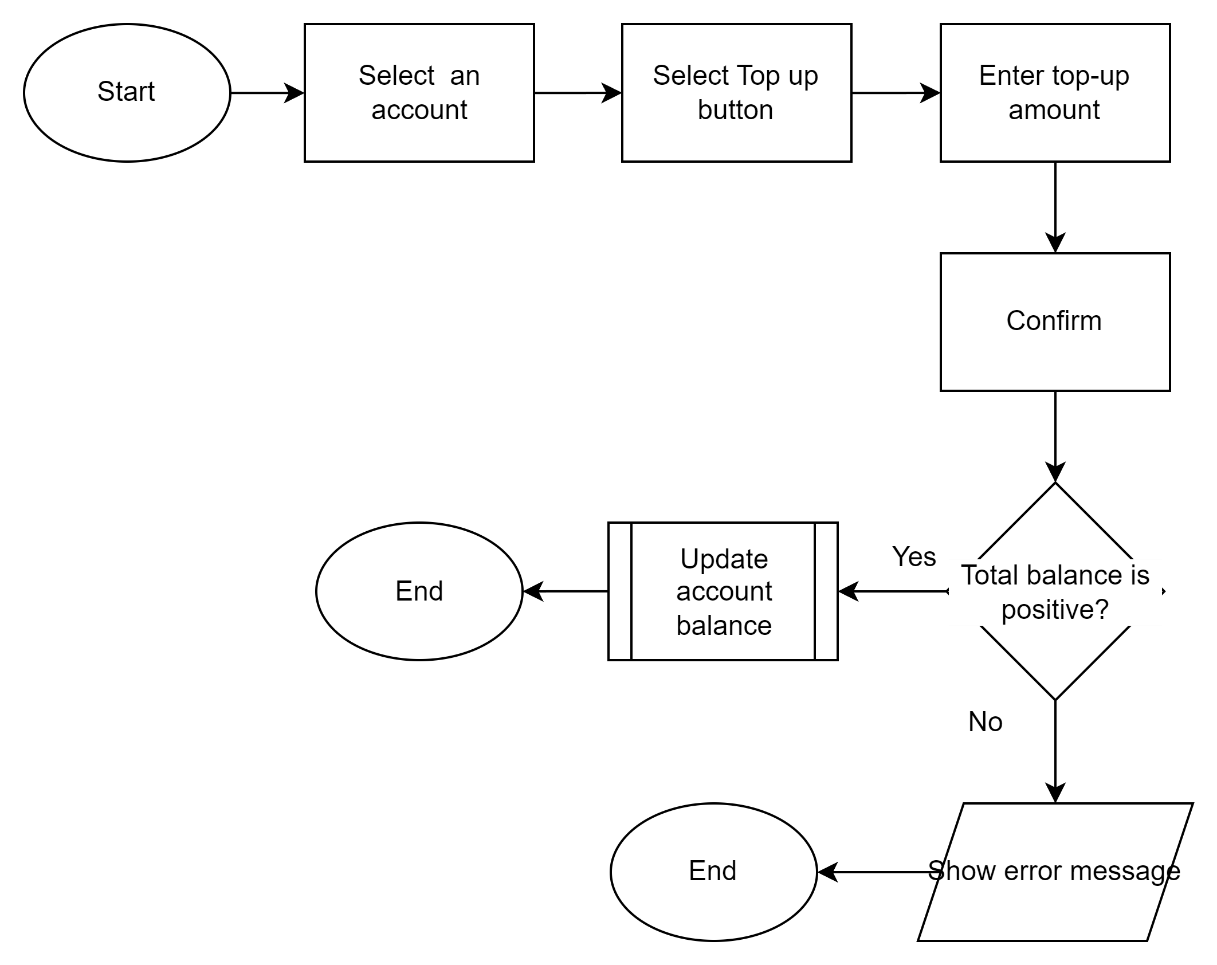 Start
Select  an
account
Select Top up
button
Enter top-up
amount
Confirm
Total balance is
positive?
Yes
Update
account
balance
End
No
Show error message
End